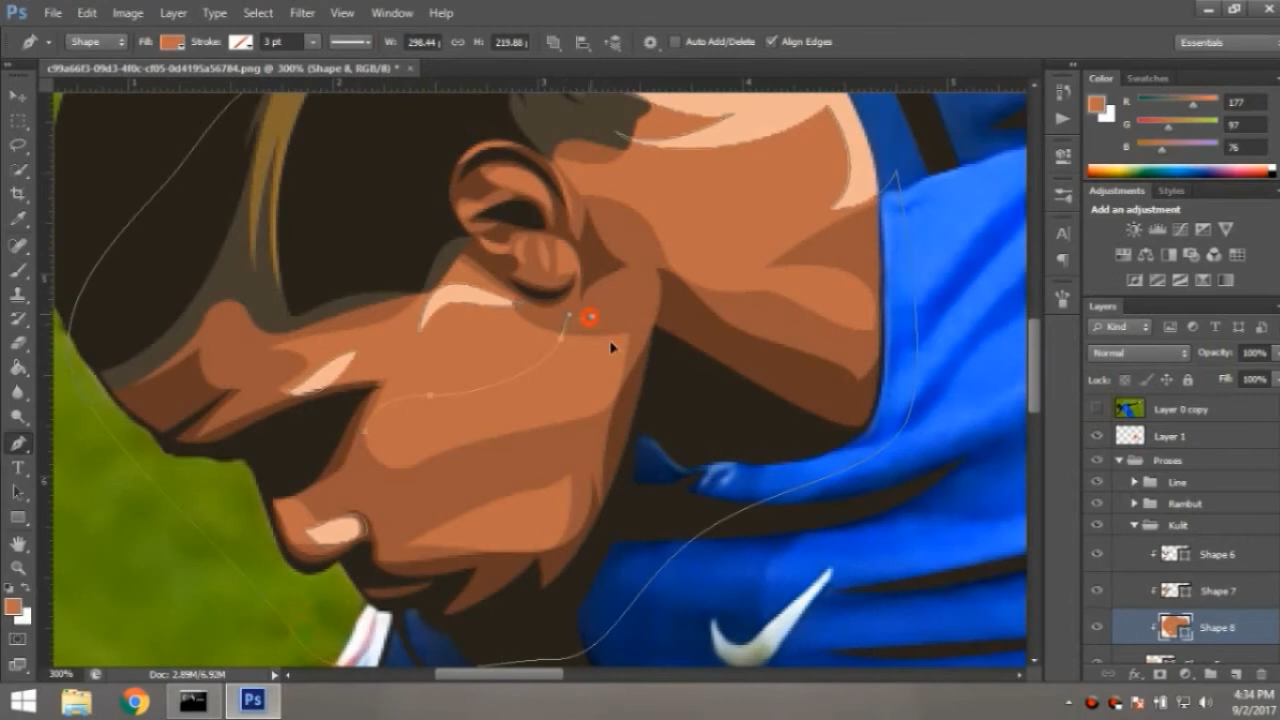 Ps File Edit Image Layer Type Select Filter View Window Help
Shape Fill: Stroke: 3 pt W: H: Auto Add/Delete Align Edges Essentials
c99a66f3-09d3-4f0c-cf05-0d4195a56784.png @ 300% (Shape 8, RGB/8) *
Color Swatches
R 177
G 97
B 76
Adjustments Styles
Add an adjustment
Layers
Kind
Normal Opacity: 100%
Lock: Fill: 100%
Layer 0 copy
Layer 1
Proses
Line
Rambut
Kulit
Shape 6
Shape 7
Shape 8
300% Doc: 2.89M/6.92M
Ps
4:34 PM
9/2/2017